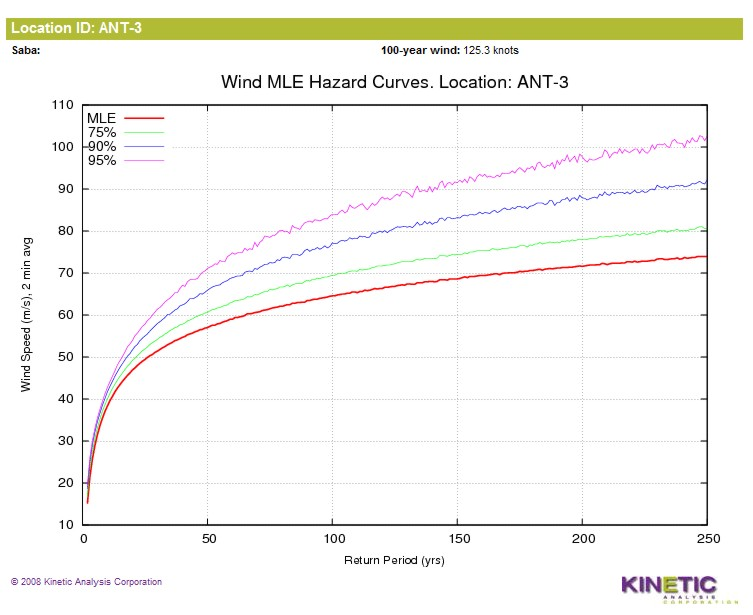 Location ID: ANT-3
Saba: 100-year wind: 125.3 knots
Wind MLE Hazard Curves. Location: ANT-3
110
100
90
80
70
60
50
40
30
20
10
MLE
75%
90%
95%
Wind Speed (m/s), 2 min avg
0 50 100 150 200 250
Return Period (yrs)
© 2008 Kinetic Analysis Corporation
KINETIC
ANALYSIS
CORPORATION